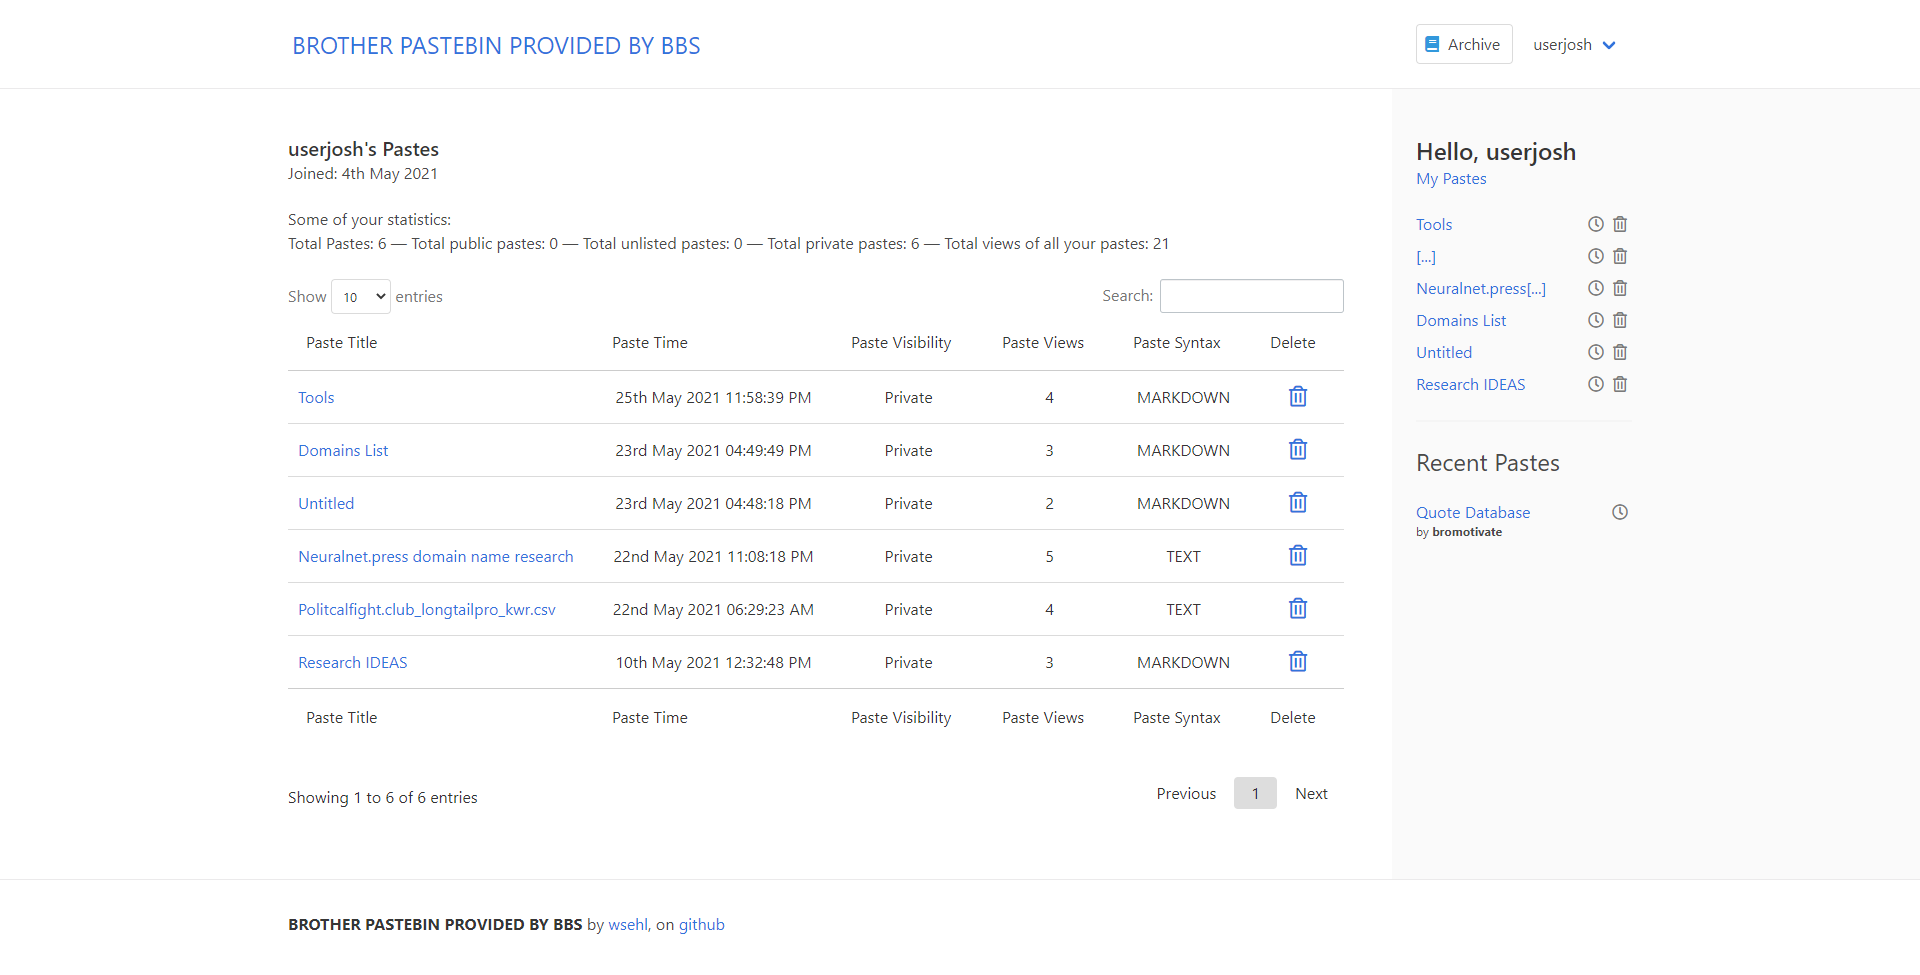 BROTHER PASTEBIN PROVIDED BY BBS
Archive
userjosh
userjosh's Pastes
Joined: 4th May 2021
Some of your statistics:
Total Pastes: 6 — Total public pastes: 0 — Total unlisted pastes: 0 — Total private pastes: 6 — Total views of all your pastes: 21
Show 10 entries
Search:
Paste Title Paste Time Paste Visibility Paste Views Paste Syntax Delete
Tools 25th May 2021 11:58:39 PM Private 4 MARKDOWN
Domains List 23rd May 2021 04:49:49 PM Private 3 MARKDOWN
Untitled 23rd May 2021 04:48:18 PM Private 2 MARKDOWN
Neuralnet.press domain name research 22nd May 2021 11:08:18 PM Private 5 TEXT
Politcalfight.club_longtailpro_kwr.csv 22nd May 2021 06:29:23 AM Private 4 TEXT
Research IDEAS 10th May 2021 12:32:48 PM Private 3 MARKDOWN
Paste Title Paste Time Paste Visibility Paste Views Paste Syntax Delete
Showing 1 to 6 of 6 entries
Previous 1 Next
Hello, userjosh
My Pastes
Tools
[...]
Neuralnet.press[...]
Domains List
Untitled
Research IDEAS
Recent Pastes
Quote Database
by bromotivate
BROTHER PASTEBIN PROVIDED BY BBS by wsehl, on github